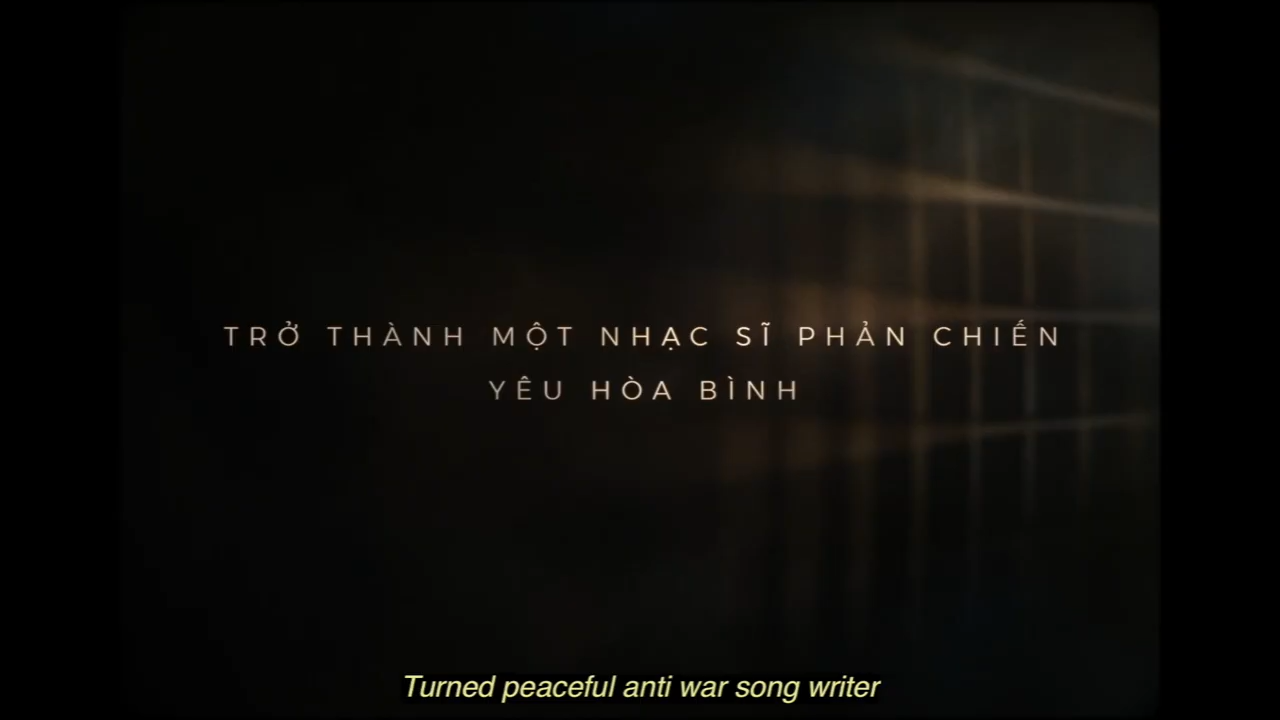 TRỞ THÀNH MỘT NHẠC SĨ PHẢN CHIẾN
YÊU HÒA BÌNH
Turned peaceful anti war song writer